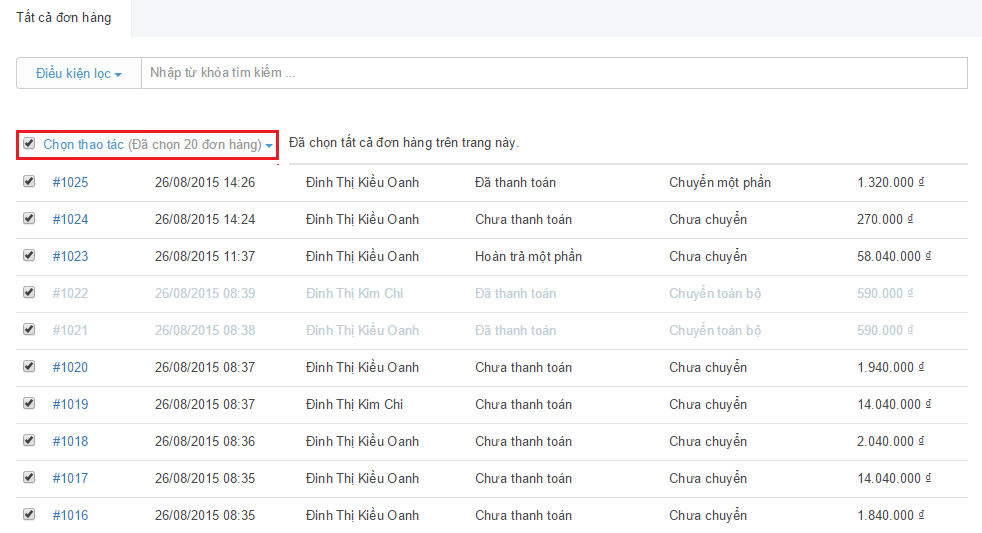 Tất cả đơn hàng
Điều kiện lọc Nhập từ khóa tìm kiếm ...
Chọn thao tác (Đã chọn 20 đơn hàng) Đã chọn tất cả đơn hàng trên trang này.
#1025 26/08/2015 14:26 Đinh Thị Kiều Oanh Đã thanh toán Chuyển một phần 1.320.000 ₫
#1024 26/08/2015 14:24 Đinh Thị Kiều Oanh Chưa thanh toán Chưa chuyển 270.000 ₫
#1023 26/08/2015 11:37 Đinh Thị Kiều Oanh Hoàn trả một phần Chưa chuyển 58.040.000 ₫
#1022 26/08/2015 08:39 Đinh Thị Kim Chi Đã thanh toán Chuyển toàn bộ 590.000 ₫
#1021 26/08/2015 08:38 Đinh Thị Kiều Oanh Đã thanh toán Chuyển toàn bộ 590.000 ₫
#1020 26/08/2015 08:37 Đinh Thị Kiều Oanh Chưa thanh toán Chưa chuyển 1.940.000 ₫
#1019 26/08/2015 08:37 Đinh Thị Kim Chi Chưa thanh toán Chưa chuyển 14.040.000 ₫
#1018 26/08/2015 08:36 Đinh Thị Kiều Oanh Chưa thanh toán Chưa chuyển 2.040.000 ₫
#1017 26/08/2015 08:35 Đinh Thị Kiều Oanh Chưa thanh toán Chưa chuyển 14.040.000 ₫
#1016 26/08/2015 08:35 Đinh Thị Kiều Oanh Chưa thanh toán Chưa chuyển 1.840.000 ₫